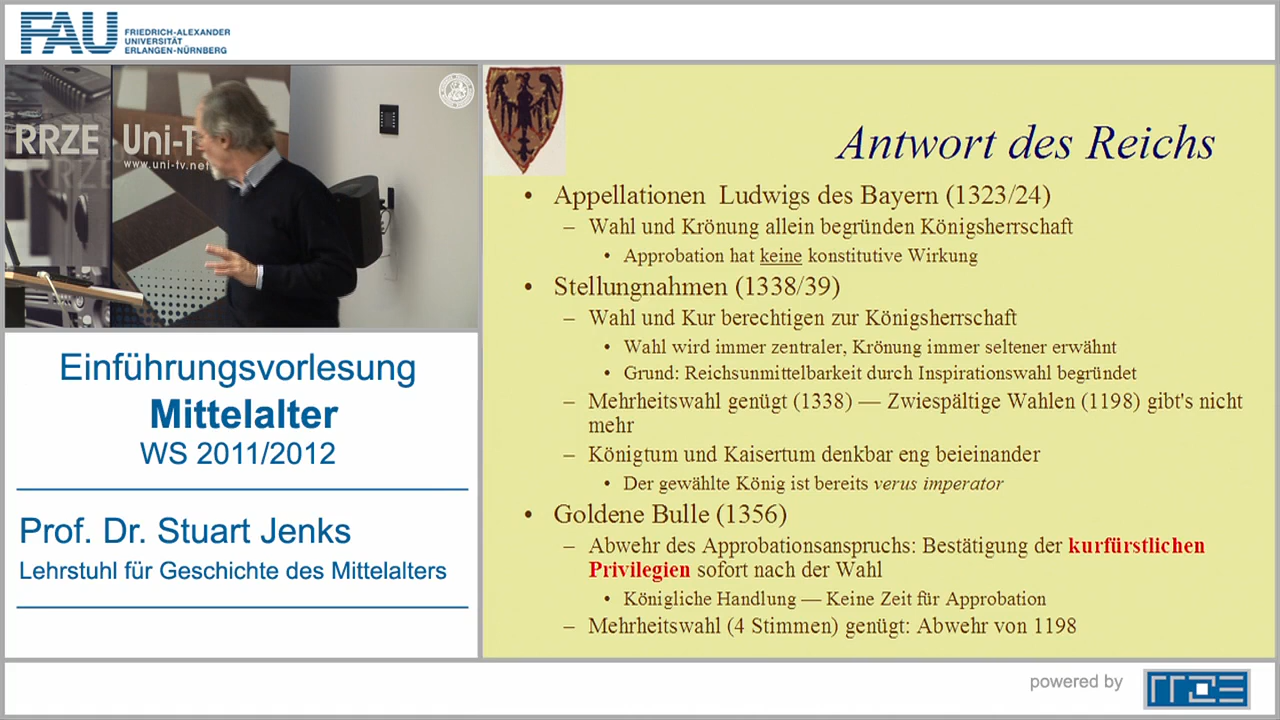 FAU
FRIEDRICH-ALEXANDER
UNIVERSITÄT
ERLANGEN-NÜRNBERG
RRZE
Uni-T
www.uni-tv.net
Einführungsvorlesung
Mittelalter
WS 2011/2012
Prof. Dr. Stuart Jenks
Lehrstuhl für Geschichte des Mittelalters
Antwort des Reichs
• Appellationen Ludwigs des Bayern (1323/24)
– Wahl und Krönung allein begründen Königsherrschaft
• Approbation hat keine konstitutive Wirkung
• Stellungnahmen (1338/39)
– Wahl und Kur berechtigen zur Königsherrschaft
• Wahl wird immer zentraler, Krönung immer seltener erwähnt
• Grund: Reichsunmittelbarkeit durch Inspirationswahl begründet
– Mehrheitswahl genügt (1338) — Zwiespältige Wahlen (1198) gibt's nicht
mehr
– Königtum und Kaisertum denkbar eng beieinander
• Der gewählte König ist bereits verus imperator
• Goldene Bulle (1356)
– Abwehr des Approbationsanspruchs: Bestätigung der kurfürstlichen
Privilegien sofort nach der Wahl
• Königliche Handlung — Keine Zeit für Approbation
– Mehrheitswahl (4 Stimmen) genügt: Abwehr von 1198
powered by
rrze